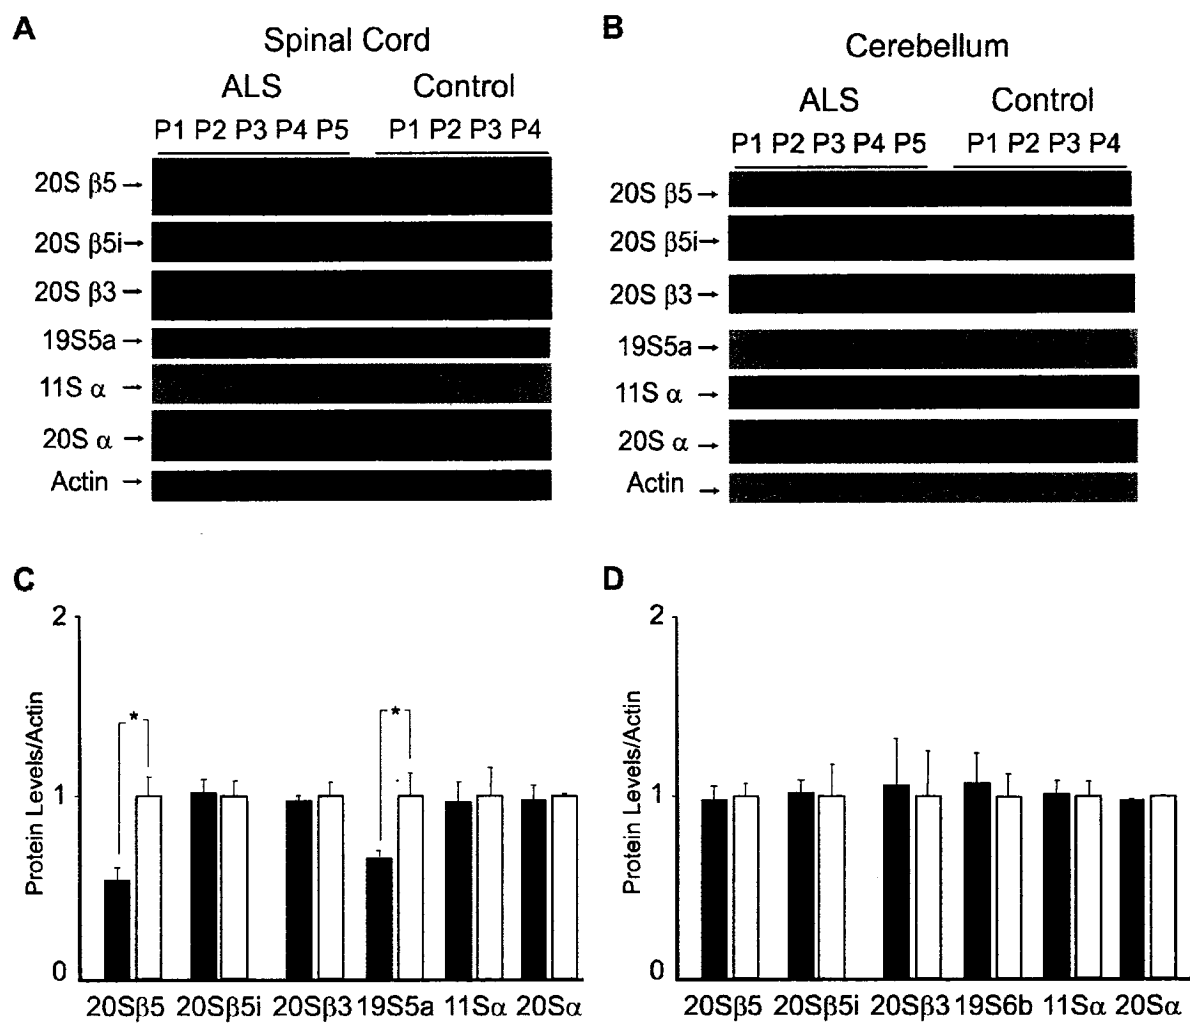 A
Spinal Cord
ALS Control
P1 P2 P3 P4 P5 P1 P2 P3 P4
20S β5→
20S β5i→
20S β3→
19S5a→
11S α →
20S α →
Actin →
B
Cerebellum
ALS Control
P1 P2 P3 P4 P5 P1 P2 P3 P4
20S β5→
20S β5i→
20S β3→
19S5a→
11S α →
20S α →
Actin →
C
Protein Levels/Actin
2
1
0
*
*
20Sβ5 20Sβ5i 20Sβ3 19S5a 11Sα 20Sα
D
Protein Levels/Actin
2
1
0
20Sβ5 20Sβ5i 20Sβ3 19S6b 11Sα 20Sα